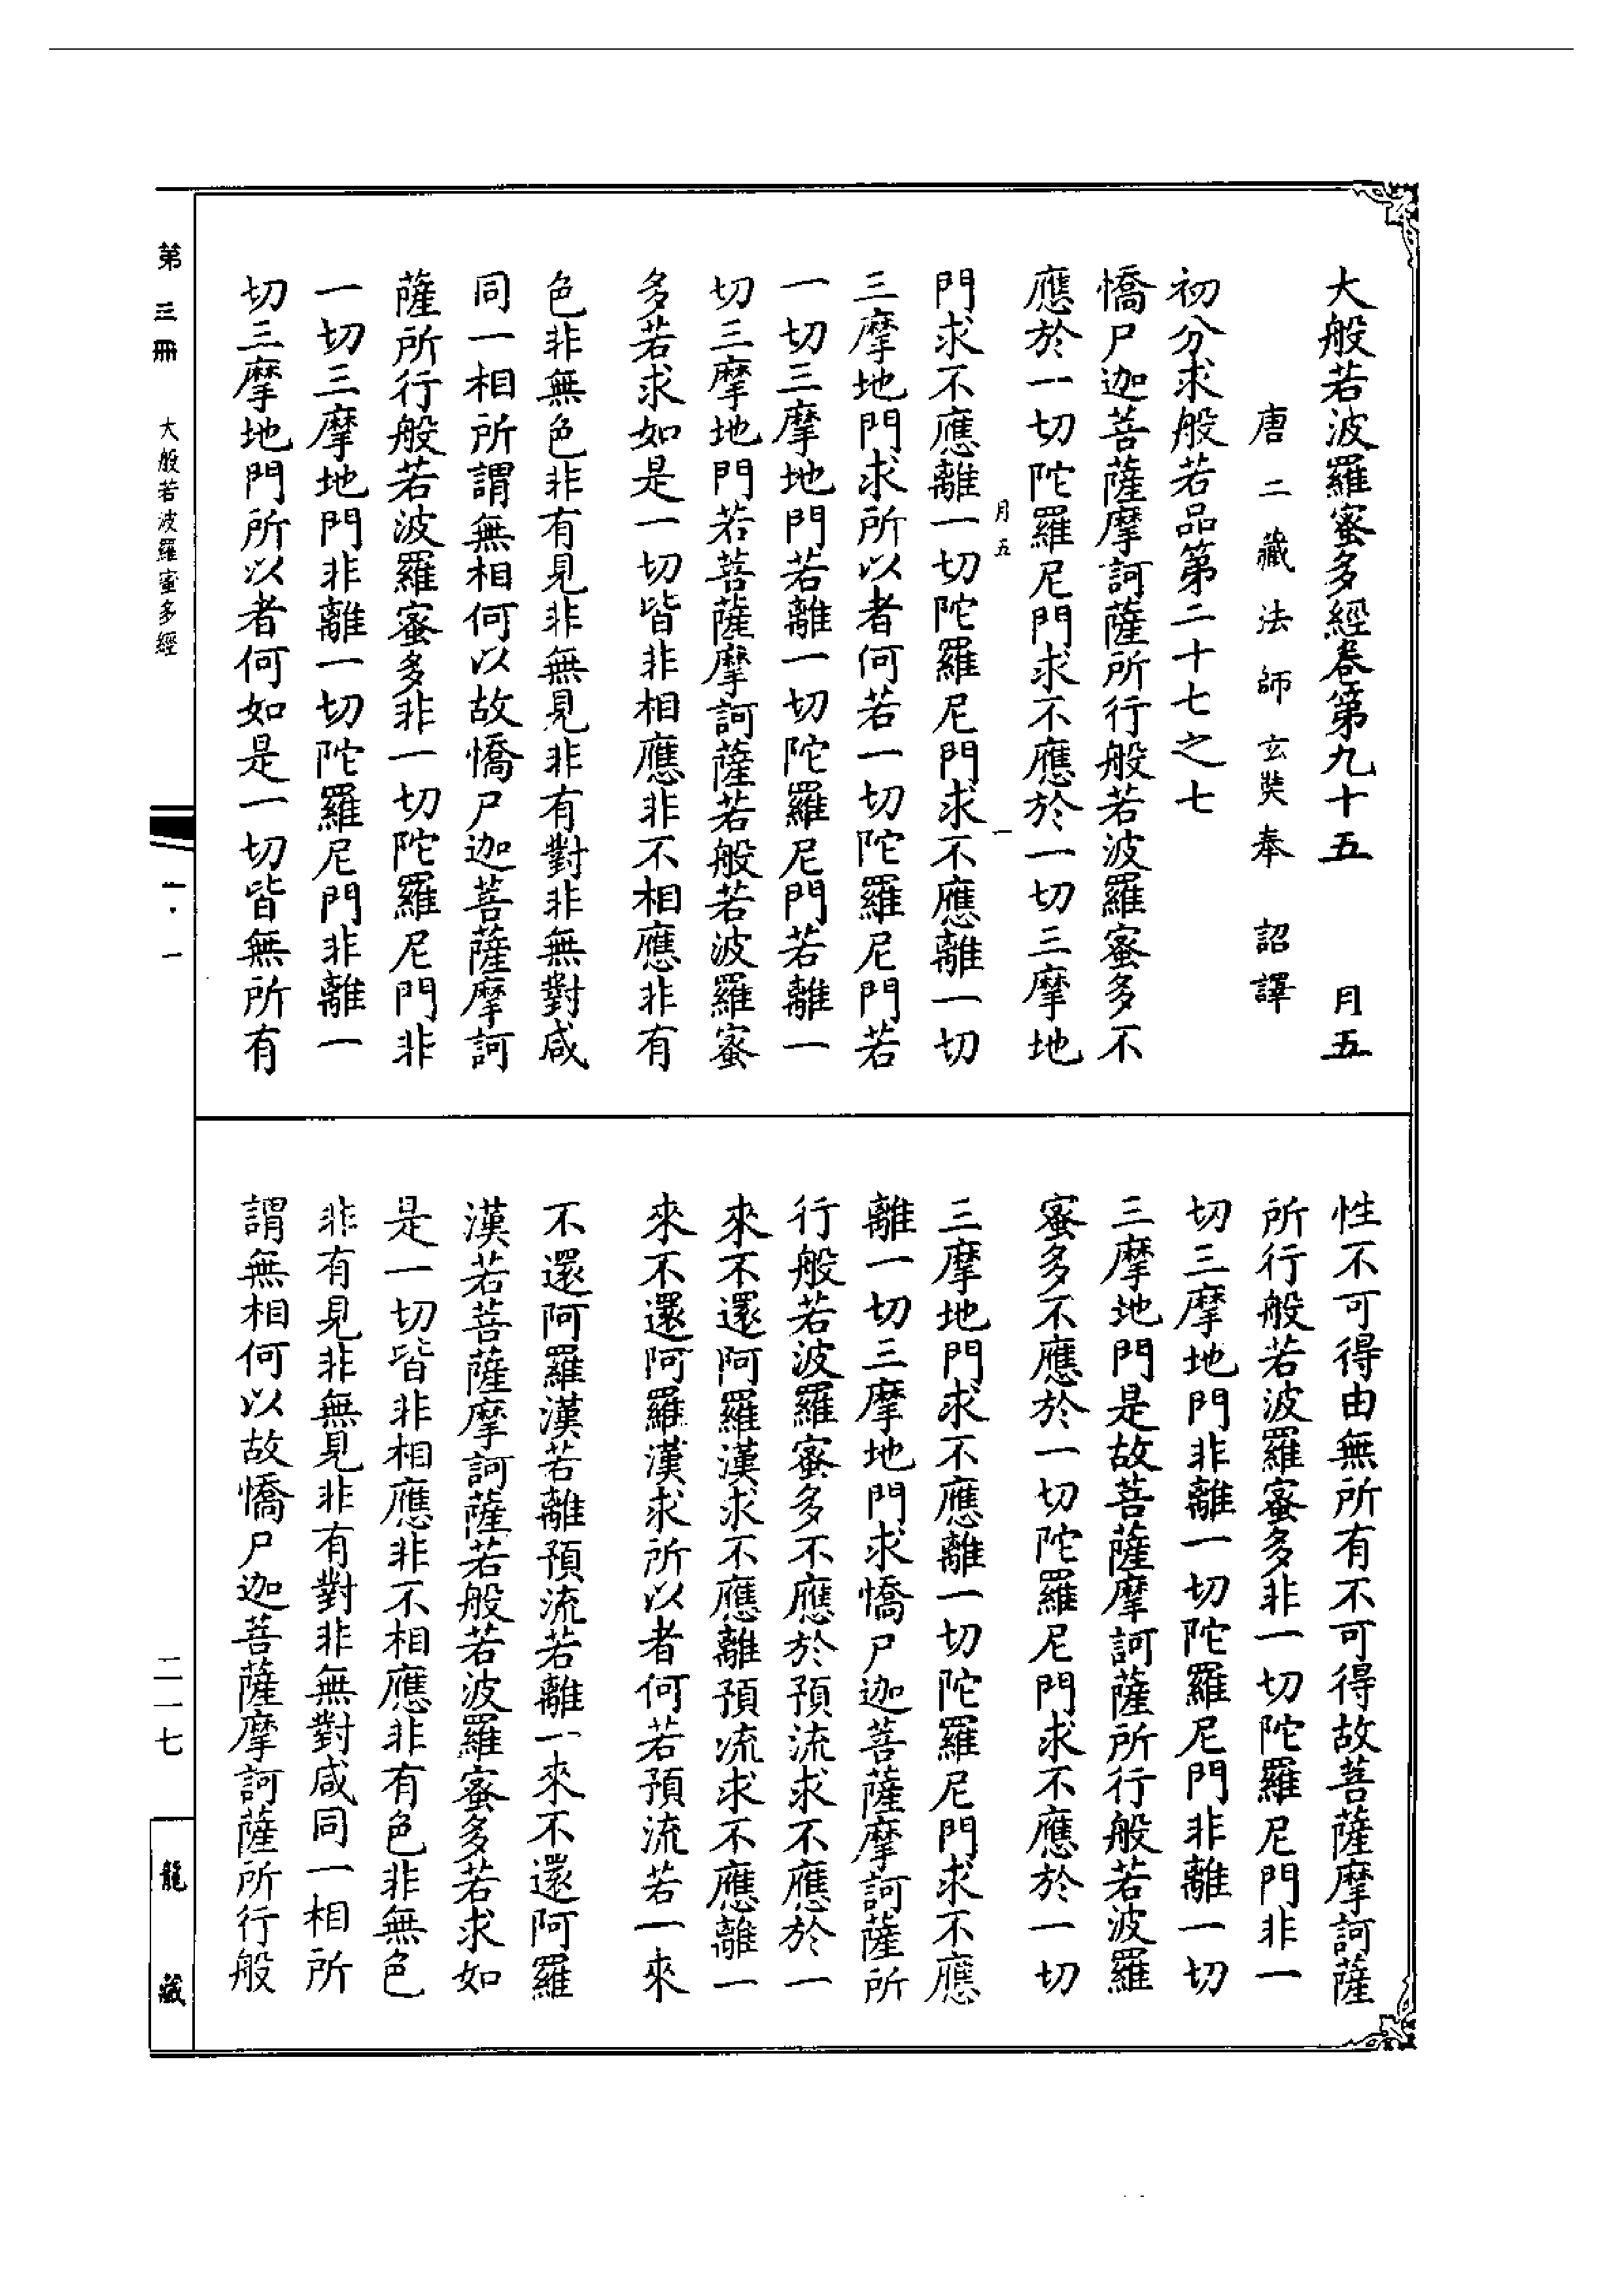 大般若波羅蜜多經卷第九十五　月五
唐三藏法師玄奘奉　詔譯
初分求般若品第二十七之七
憍尸迦菩薩摩訶薩所行般若波羅蜜多不
應於一切陀羅尼門求不應於一切三摩地
月五　一
門求不應離一切陀羅尼門求不應離一切
三摩地門求所以者何若一切陀羅尼門若
一切三摩地門若離一切陀羅尼門若離一
切三摩地門若菩薩摩訶薩若般若波羅蜜
多若求如是一切皆非相應非不相應非有
色非無色非有見非無見非有對非無對咸
同一相所謂無相何以故憍尸迦菩薩摩訶
薩所行般若波羅蜜多非一切陀羅尼門非
一切三摩地門非離一切陀羅尼門非離一
切三摩地門所以者何如是一切皆無所有
性不可得由無所有不可得故菩薩摩訶薩
所行般若波羅蜜多非一切陀羅尼門非一
切三摩地門非離一切陀羅尼門非離一切
三摩地門是故菩薩摩訶薩所行般若波羅
蜜多不應於一切陀羅尼門求不應於一切
三摩地門求不應離一切陀羅尼門求不應
離一切三摩地門求憍尸迦菩薩摩訶薩所
行般若波羅蜜多不應於預流求不應於一
來不還阿羅漢求不應離預流求不應離一
來不還阿羅漢求所以者何若預流若一來
不還阿羅漢若離預流若離一來不還阿羅
漢若菩薩摩訶薩若般若波羅蜜多若求如
是一切皆非相應非不相應非有色非無色
非有見非無見非有對非無對咸同一相所
謂無相何以故憍尸迦菩薩摩訶薩所行般
第三冊　大般若波羅蜜多經　一・一　二一七　龍藏